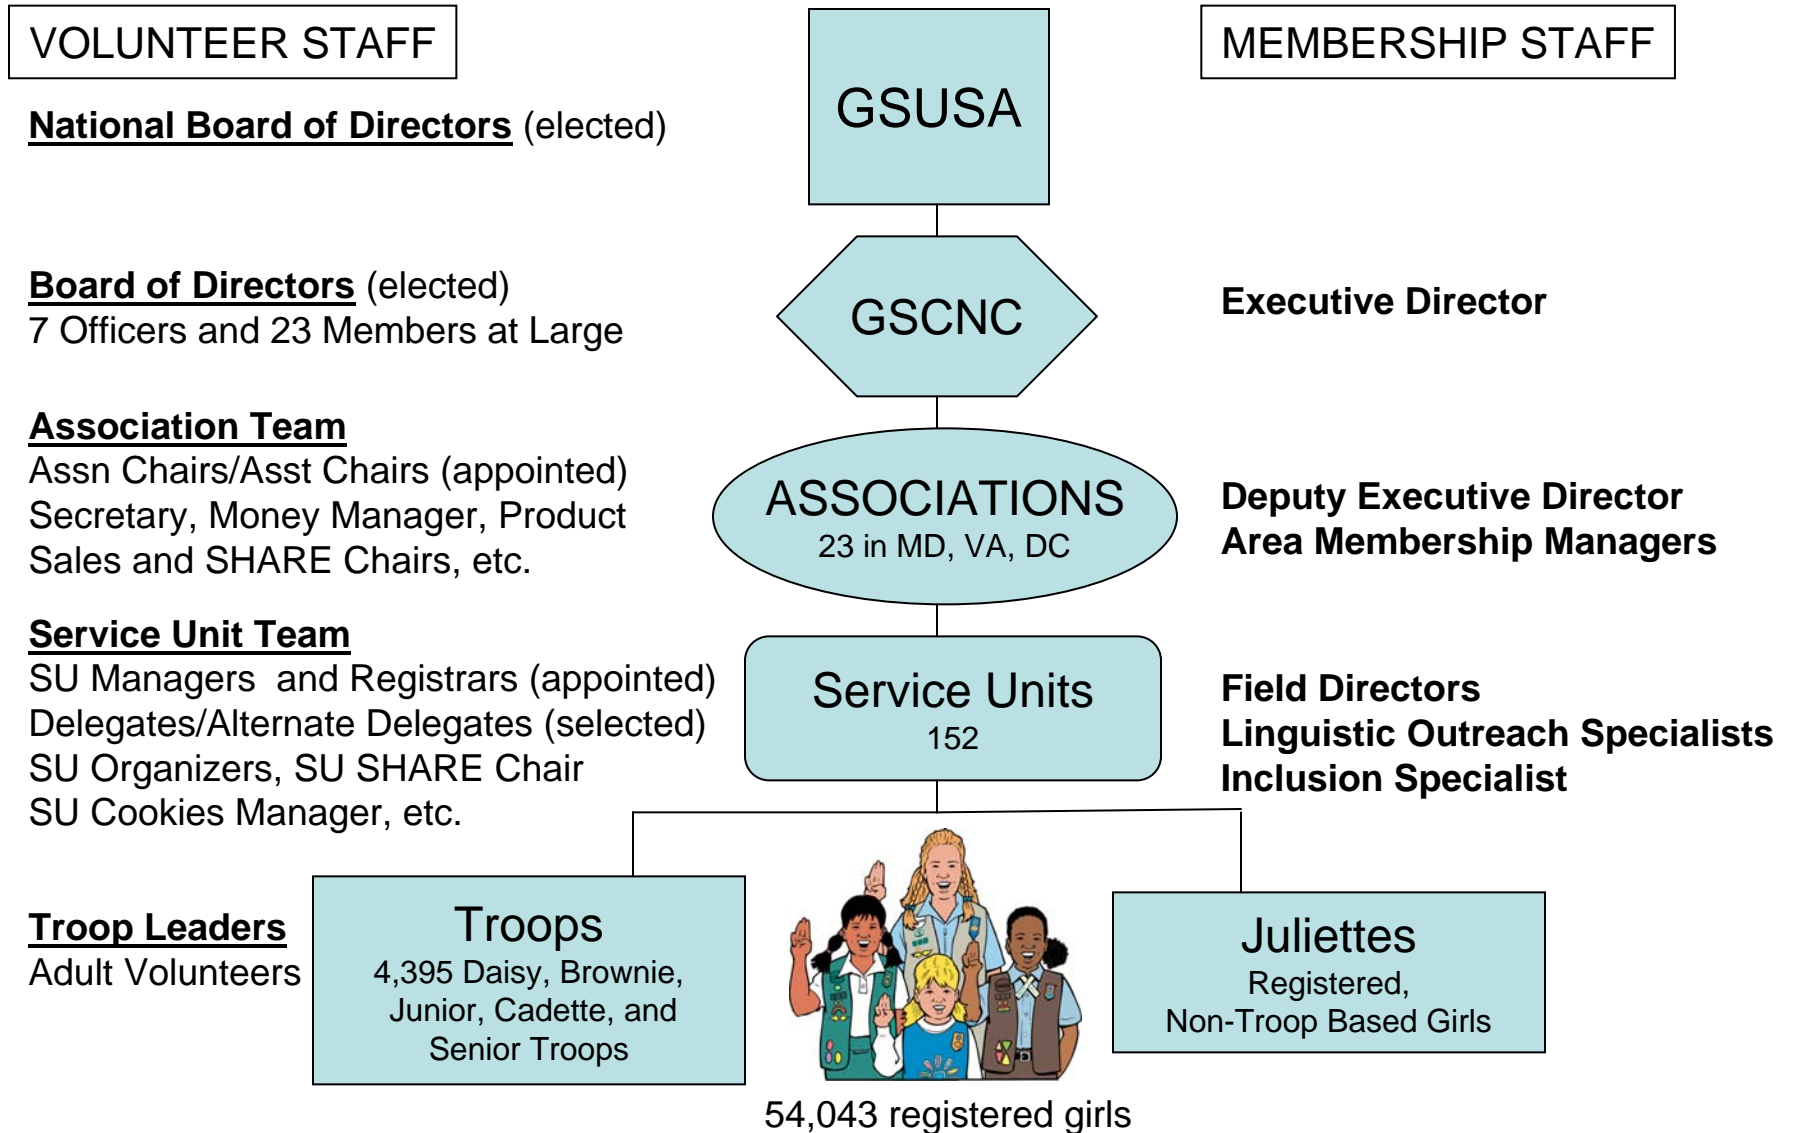 VOLUNTEER STAFF
MEMBERSHIP STAFF
GSUSA
National Board of Directors (elected)
GSCNC
Board of Directors (elected)
7 Officers and 23 Members at Large
Executive Director
Association Team
Assn Chairs/Asst Chairs (appointed)
Secretary, Money Manager, Product
Sales and SHARE Chairs, etc.
ASSOCIATIONS
23 in MD, VA, DC
Deputy Executive Director
Area Membership Managers
Service Unit Team
SU Managers and Registrars (appointed)
Delegates/Alternate Delegates (selected)
SU Organizers, SU SHARE Chair
SU Cookies Manager, etc.
Service Units
152
Field Directors
Linguistic Outreach Specialists
Inclusion Specialist
Troop Leaders
Adult Volunteers
Troops
4,395 Daisy, Brownie,
Junior, Cadette, and
Senior Troops
Juliettes
Registered,
Non-Troop Based Girls
54,043 registered girls